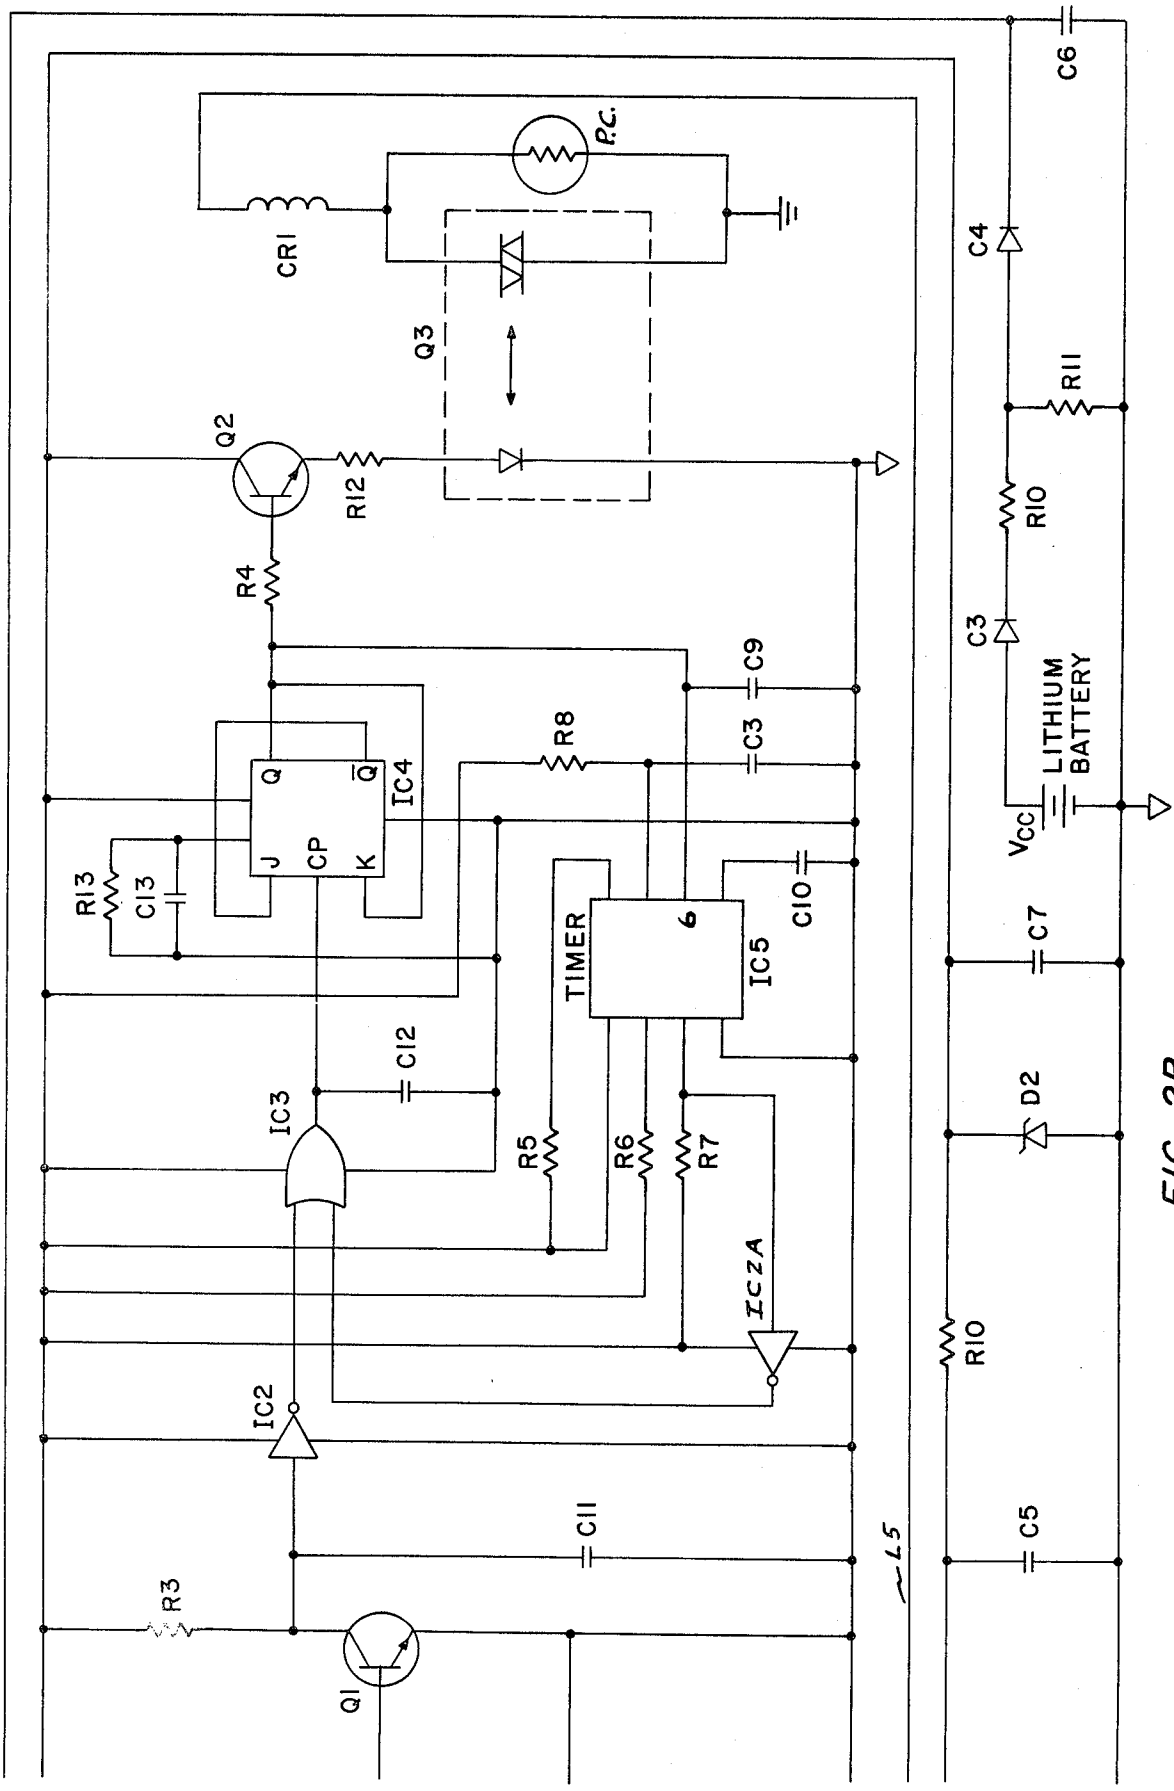 C6
P.C.
CR1
C4
Q3
Q2
R12
R11
R10
R4
C3
C9
LITHIUM
BATTERY
VCC
R8
C3
Q
Q
IC4
J
CP
K
R13
C13
TIMER
6
IC5
C10
C7
C12
IC3
R5
R6
R7
D2
IC2A
R10
IC2
C11
C5
L5
R3
Q1